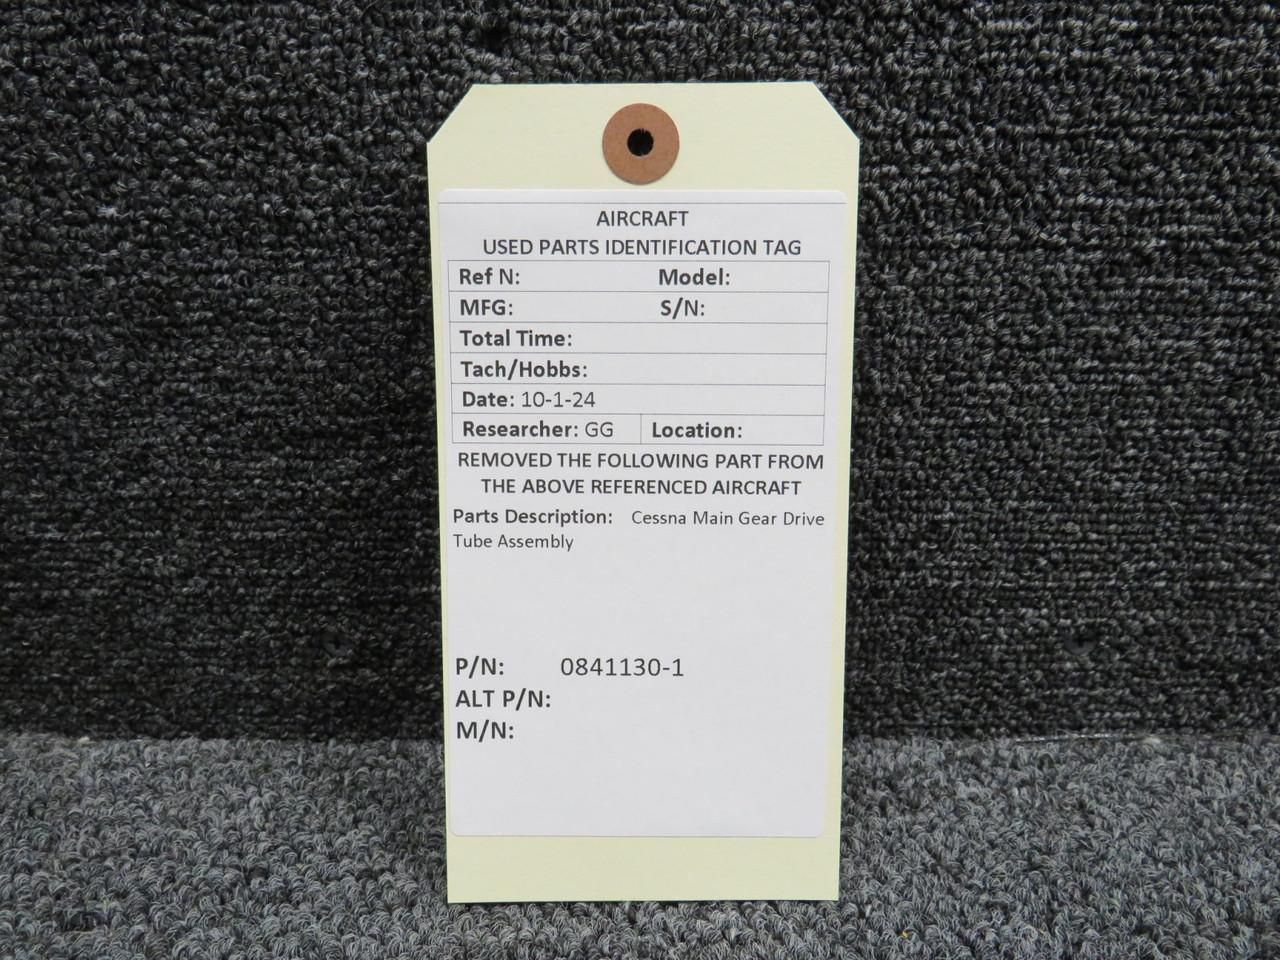 AIRCRAFT
USED PARTS IDENTIFICATION TAG
Ref N: Model:
MFG: S/N:
Total Time:
Tach/Hobbs:
Date: 10-1-24
Researcher: GG Location:
REMOVED THE FOLLOWING PART FROM
THE ABOVE REFERENCED AIRCRAFT
Parts Description: Cessna Main Gear Drive
Tube Assembly
P/N: 0841130-1
ALT P/N:
M/N: